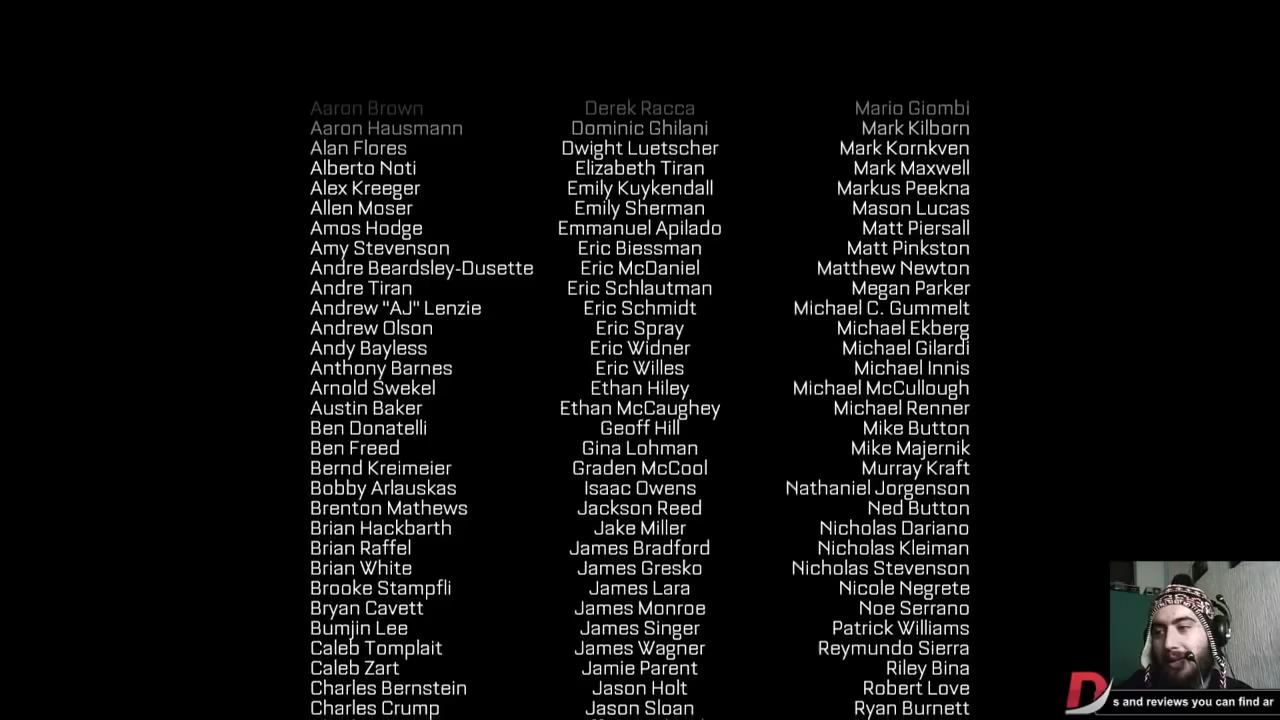 Aaron Brown Derek Racca Mario Giombi
Aaron Hausmann Dominic Ghilani Mark Kilborn
Alan Flores Dwight Luetscher Mark Kornkven
Alberto Noti Elizabeth Tiran Mark Maxwell
Alex Kreeger Emily Kuykendall Markus Peekna
Allen Moser Emily Sherman Mason Lucas
Amos Hodge Emmanuel Apilado Matt Piersall
Amy Stevenson Eric Biessman Matt Pinkston
Andre Beardsley-Dusette Eric McDaniel Matthew Newton
Andre Tiran Eric Schlautman Megan Parker
Andrew "AJ" Lenzie Eric Schmidt Michael C. Gummelt
Andrew Olson Eric Spray Michael Ekberg
Andy Bayless Eric Widner Michael Gilardi
Anthony Barnes Eric Willes Michael Innis
Arnold Swekel Ethan Hiley Michael McCullough
Austin Baker Ethan McCaughey Michael Renner
Ben Donatelli Geoff Hill Mike Button
Ben Freed Gina Lohman Mike Majernik
Bernd Kreimeier Graden McCool Murray Kraft
Bobby Arlauskas Isaac Owens Nathaniel Jorgenson
Brenton Mathews Jackson Reed Ned Button
Brian Hackbarth Jake Miller Nicholas Dariano
Brian Raffel James Bradford Nicholas Kleiman
Brian White James Gresko Nicholas Stevenson
Brooke Stampfli James Lara Nicole Negrete
Bryan Cavett James Monroe Noe Serrano
Bumjin Lee James Singer Patrick Williams
Caleb Tomplait James Wagner Reymundo Sierra
Caleb Zart Jamie Parent Riley Bina
Charles Bernstein Jason Holt Robert Love
Charles Crump Jason Sloan Ryan Burnett
D s and reviews you can find ar